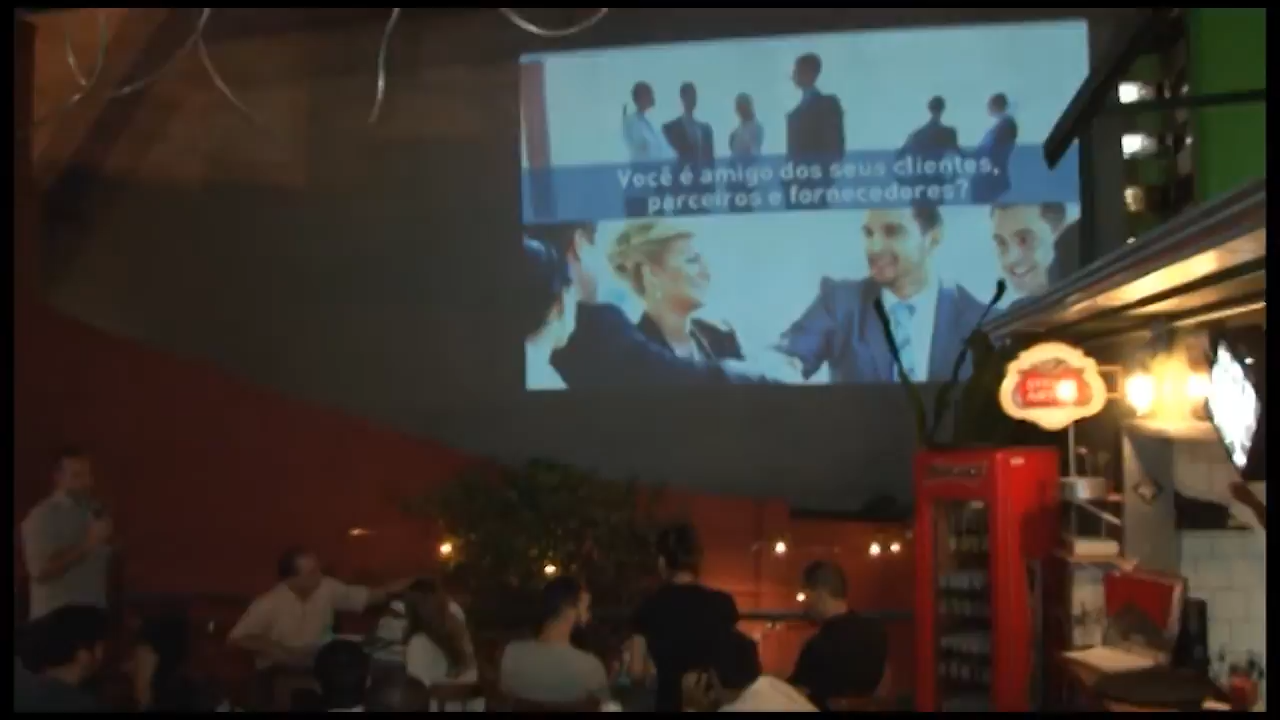 Você é amigo dos seus clientes,
parceiros e fornecedores?